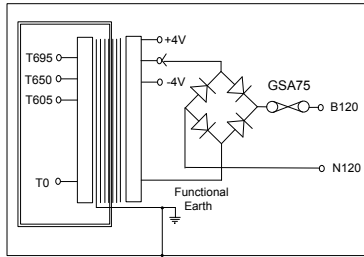 +4V
T695
GSA75
T650
-4V
T605
B120
N120
T0
Functional
Earth